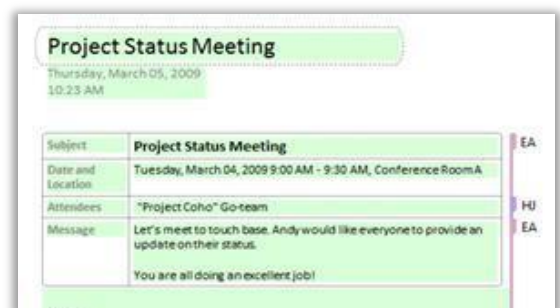 Project Status Meeting
Thursday, March 05, 2009
10:23 AM
Subject Project Status Meeting EA
Date and Location Tuesday, March 04, 2009 9:00 AM - 9:30 AM, Conference Room A
Attendees "Project Coho" Go-team HJ
Message Let's meet to touch base. Andy would like everyone to provide an EA
update on their status.
You are all doing an excellent job!